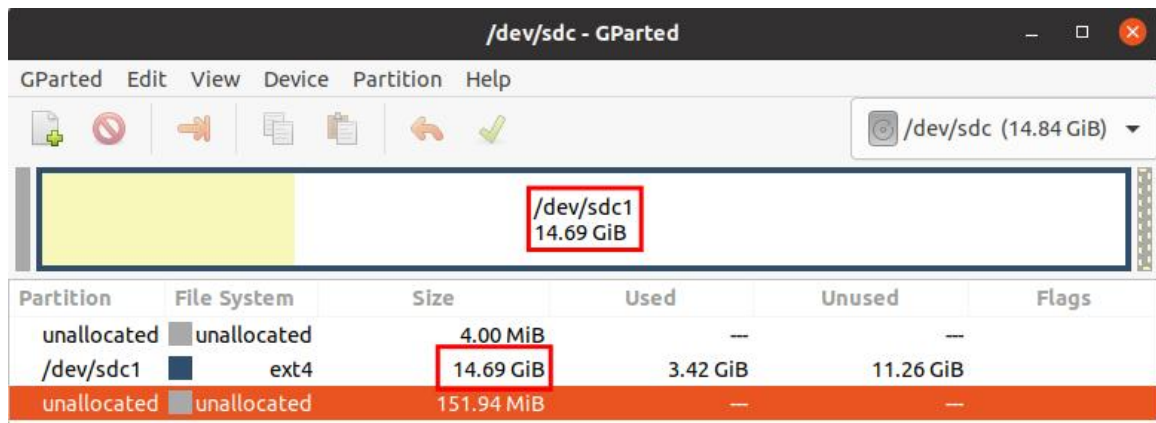 /dev/sdc - GParted
GParted Edit View Device Partition Help
/dev/sdc (14.84 GiB)
/dev/sdc1
14.69 GiB
Partition File System Size Used Unused Flags
unallocated unallocated 4.00 MiB --- ---
/dev/sdc1 ext4 14.69 GiB 3.42 GiB 11.26 GiB
unallocated unallocated 151.94 MiB --- ---